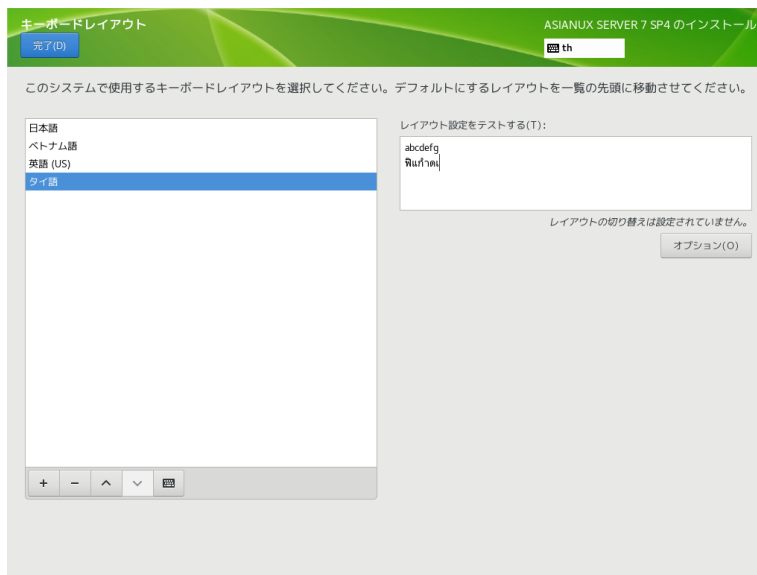 キーボードレイアウト
ASIANUX SERVER 7 SP4 のインストール
完了(D)
th
このシステムで使用するキーボードレイアウトを選択してください。デフォルトにするレイアウトを一覧の先頭に移動させてください。
日本語
ベトナム語
英語 (US)
タイ語
レイアウト設定をテストする(T):
abcdefg
ฟิแกำดเ
レイアウトの切り替えは設定されていません。
オプション(O)